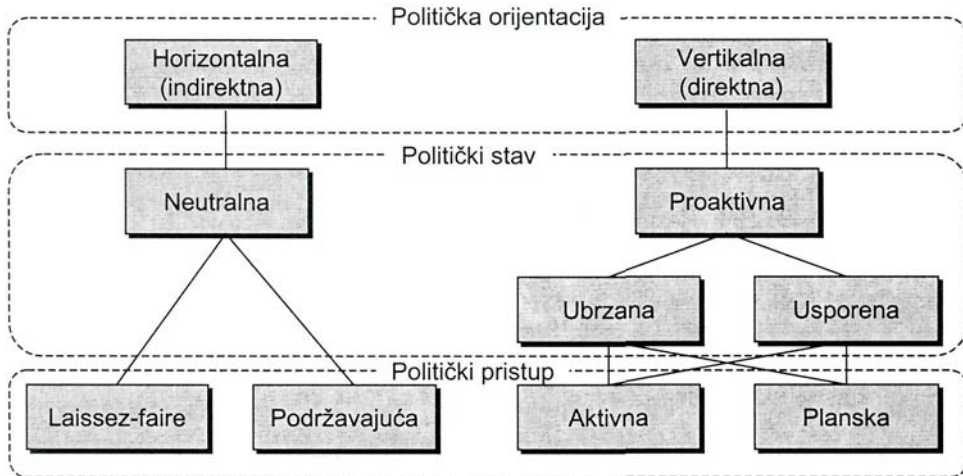 Politička orijentacija
Horizontalna
(indirektna)
Vertikalna
(direktna)
Politički stav
Neutralna
Proaktivna
Ubrzana
Usporena
Politički pristup
Laissez-faire
Podržavajuća
Aktivna
Planska